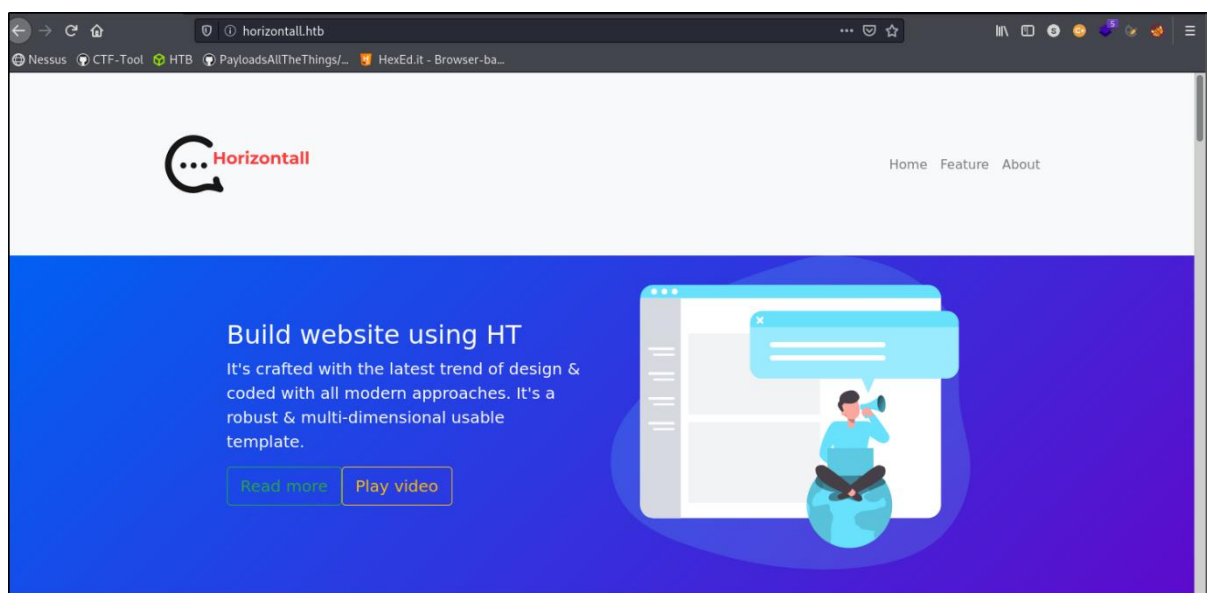 horizontall.htb
5
Nessus CTF-Tool HTB PayloadsAllTheThings/... HexEd.it - Browser-ba...
Horizontall
Home Feature About
Build website using HT
It's crafted with the latest trend of design &
coded with all modern approaches. It's a
robust & multi-dimensional usable
template.
Read more Play video